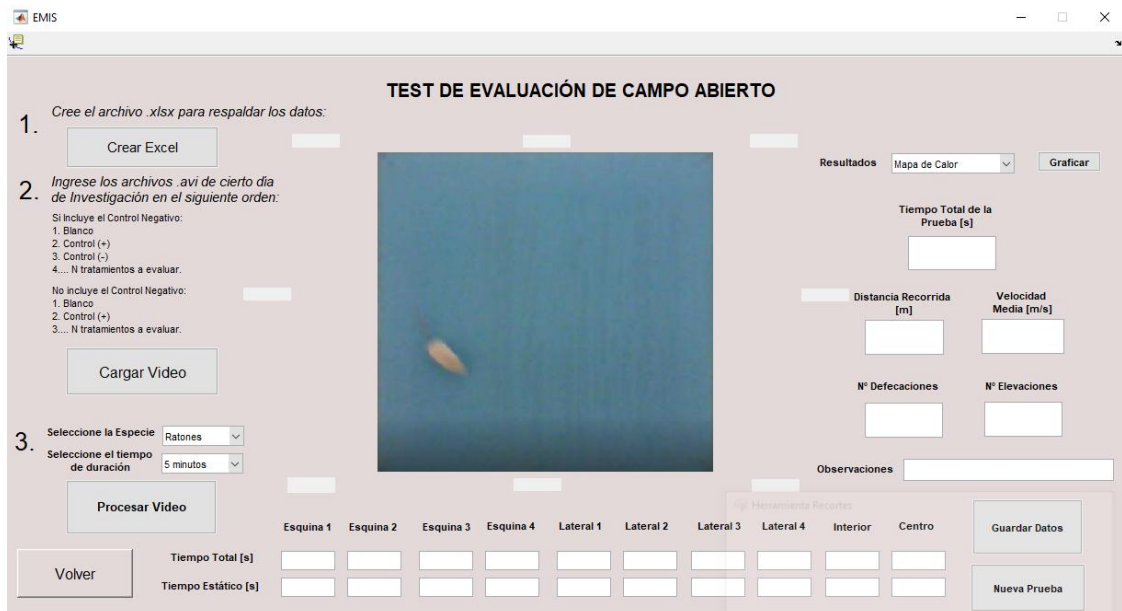 EMIS
TEST DE EVALUACIÓN DE CAMPO ABIERTO
1.
Cree el archivo .xlsx para respaldar los datos:
Crear Excel
2.
Ingrese los archivos .avi de cierto dìa
de Investigación en el siguiente orden:
Si Incluye el Control Negativo:
1. Blanco
2. Control (+)
3. Control (-)
4.... N tratamientos a evaluar.
No incluye el Control Negativo:
1. Blanco
2. Control (+)
3.... N tratamientos a evaluar.
Cargar Video
3.
Seleccione la Especie
Ratones
Seleccione el tiempo
de duración
5 minutos
Procesar Video
Volver
Resultados
Mapa de Calor
Graficar
Tiempo Total de la
Prueba [s]
Distancia Recorrida
[m]
Velocidad
Media [m/s]
Nº Defecaciones
Nº Elevaciones
Observaciones
Herramienta Recortes
Esquina 1 Esquina 2 Esquina 3 Esquina 4 Lateral 1 Lateral 2 Lateral 3 Lateral 4 Interior Centro
Tiempo Total [s]
Tiempo Estático [s]
Guardar Datos
Nueva Prueba